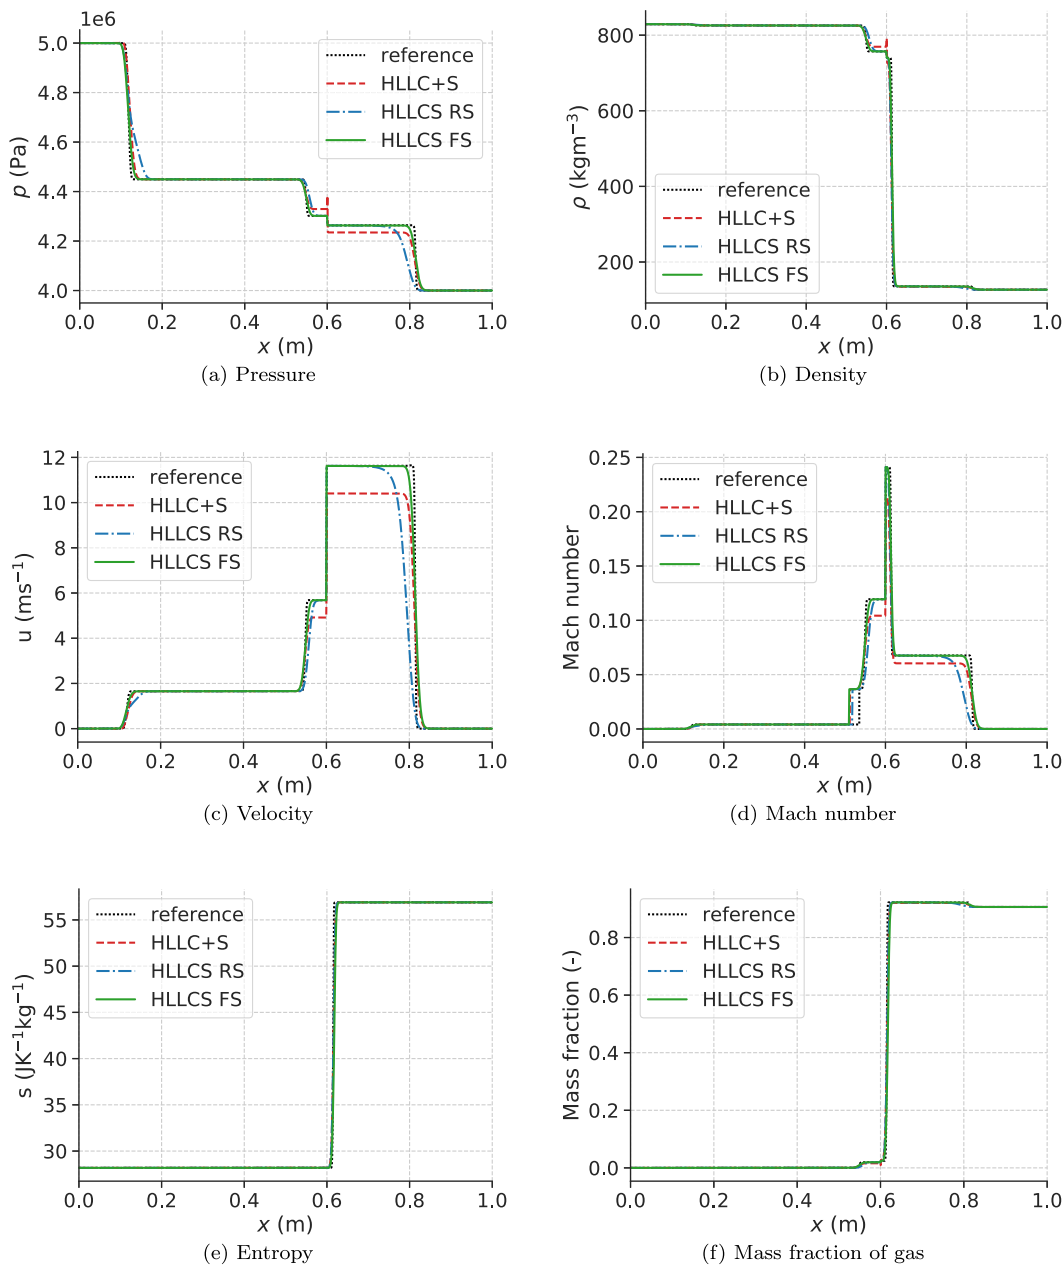 1e6
5.0
4.8
4.6
4.4
4.2
4.0
p (Pa)
reference
HLLC+S
HLLCS RS
HLLCS FS
0.0 0.2 0.4 0.6 0.8 1.0
x (m)
(a) Pressure
800
600
400
200
ρ (kgm⁻³)
reference
HLLC+S
HLLCS RS
HLLCS FS
0.0 0.2 0.4 0.6 0.8 1.0
x (m)
(b) Density
12
10
8
6
4
2
0
u (ms⁻¹)
reference
HLLC+S
HLLCS RS
HLLCS FS
0.0 0.2 0.4 0.6 0.8 1.0
x (m)
(c) Velocity
0.25
0.20
0.15
0.10
0.05
0.00
Mach number
reference
HLLC+S
HLLCS RS
HLLCS FS
0.0 0.2 0.4 0.6 0.8 1.0
x (m)
(d) Mach number
55
50
45
40
35
30
s (JK⁻¹kg⁻¹)
reference
HLLC+S
HLLCS RS
HLLCS FS
0.0 0.2 0.4 0.6 0.8 1.0
x (m)
(e) Entropy
0.8
0.6
0.4
0.2
0.0
Mass fraction (-)
reference
HLLC+S
HLLCS RS
HLLCS FS
0.0 0.2 0.4 0.6 0.8 1.0
x (m)
(f) Mass fraction of gas